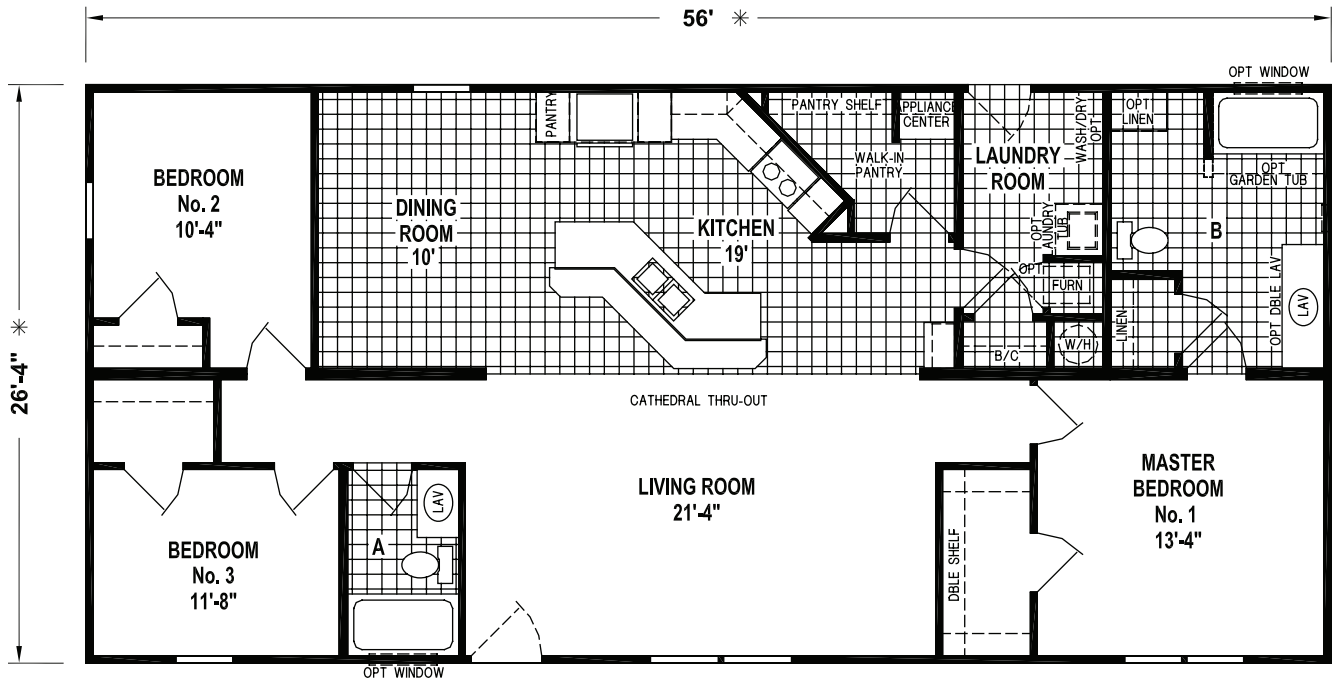 56' ✳
OPT WINDOW
PANTRY
PANTRY SHELF
APPLIANCE
CENTER
WASH/DRY
OPT
OPT
LINEN
BEDROOM
No. 2
10'-4"
DINING
ROOM
10'
KITCHEN
19'
WALK-IN
PANTRY
LAUNDRY
ROOM
OPT
LAUNDRY
TUB
OPT
GARDEN TUB
B
OPT
FURN
LINEN
OPT DBLE LAV
LAV
B/C
W/H
26'-4" ✳
CATHEDRAL THRU-OUT
LIVING ROOM
21'-4"
MASTER
BEDROOM
No. 1
13'-4"
LAV
A
BEDROOM
No. 3
11'-8"
DBLE SHELF
OPT WINDOW